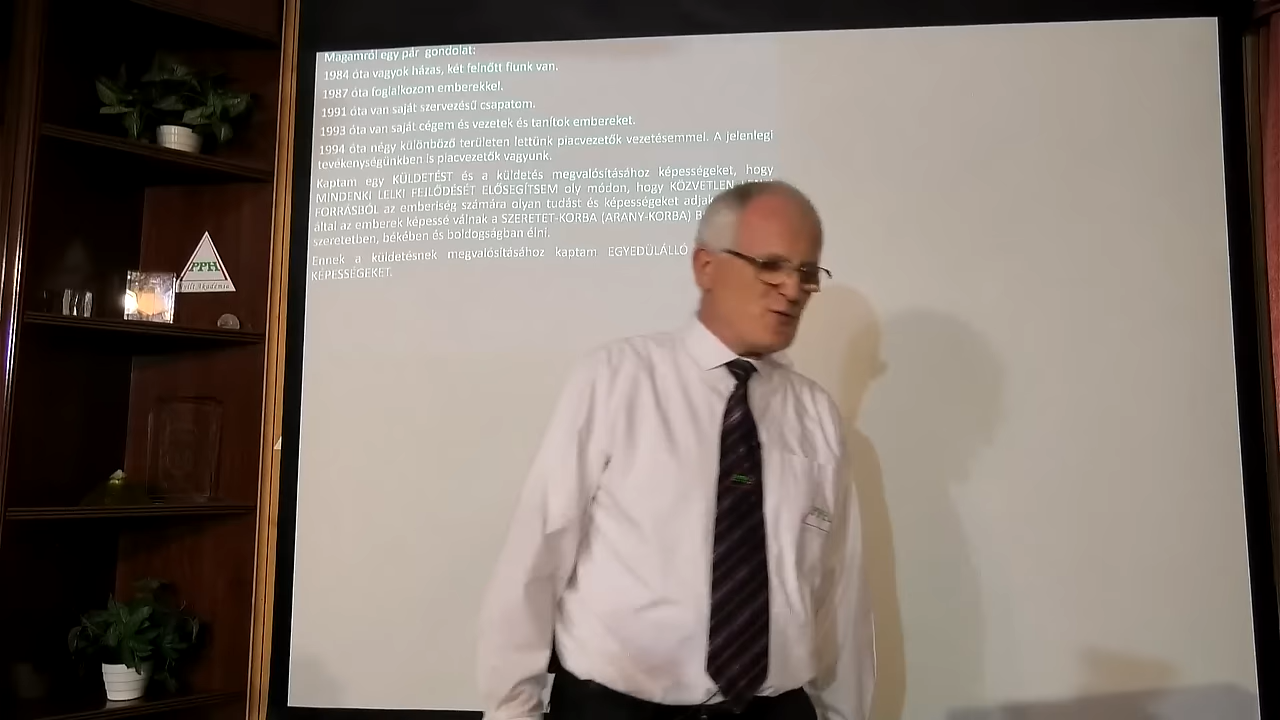 Magamról egy pár gondolat:
1984 óta vagyok házas, két felnőtt fiunk van.
1987 óta foglalkozom emberekkel.
1991 óta van saját szervezésű csapatom.
1993 óta van saját cégem és vezetek és tanítok embereket.
1994 óta négy különböző területen lettünk piacvezetők vezetésemmel. A jelenlegi
tevékenységünkben is piacvezetők vagyunk.
Kaptam egy KÜLDETÉST és a küldetés megvalósításához képességeket, hogy
MINDENKI LELKI FEJLŐDÉSÉT ELŐSEGÍTSEM oly módon, hogy KÖZVETLEN
FORRÁSBÓL az emberiség számára olyan tudást és képességeket adjak
által az emberek képessé válnak a SZERETET-KORBA (ARANY-KORBA)
szeretetben, békében és boldogságban élni.
Ennek a küldetésnek megvalósításához kaptam EGYEDÜLÁLLÓ
KÉPESSÉGEKET.
PPH
Nyílt Akadémia
PPH